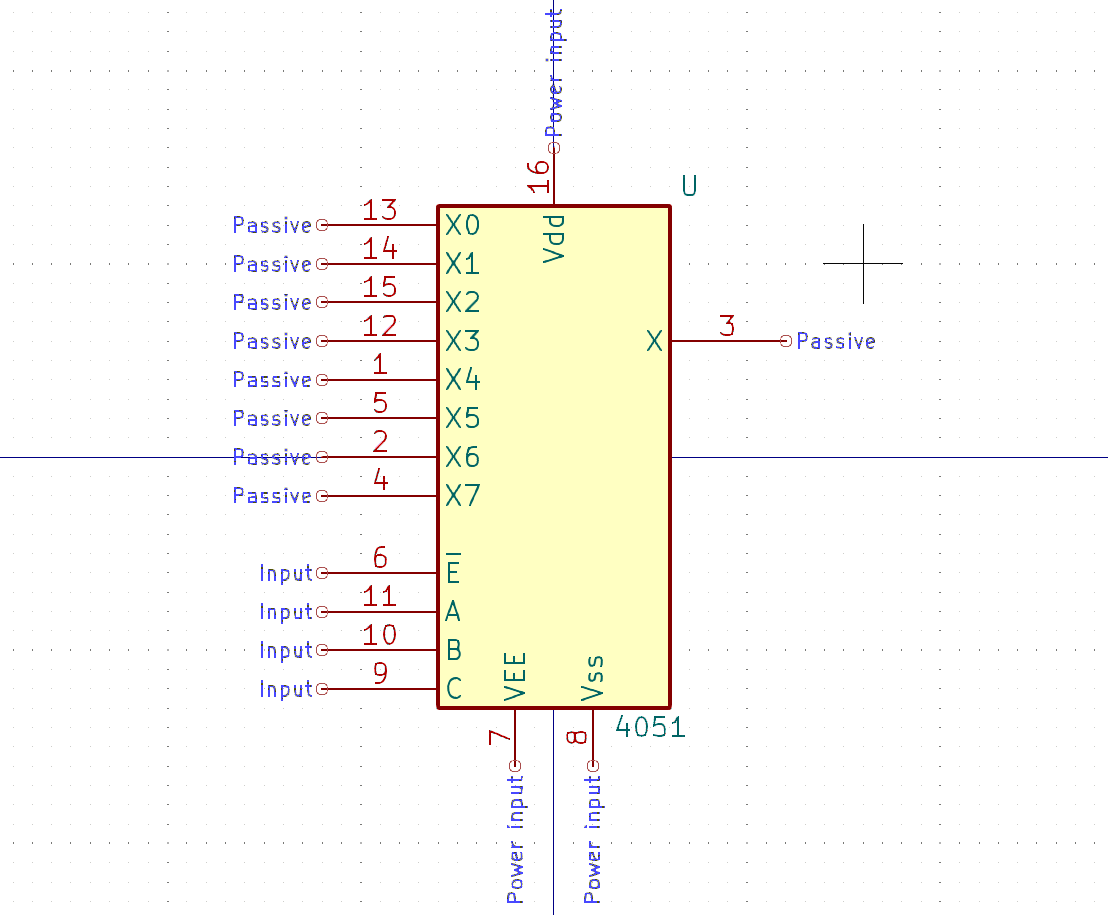 Power input
16
U
Vdd
Passive 13 X0
Passive 14 X1
Passive 15 X2
Passive 12 X3
X 3 Passive
Passive 1 X4
Passive 5 X5
Passive 2 X6
Passive 4 X7
Input 6 E
Input 11 A
Input 10 B
Input 9 C
VEE
Vss
7
8
4051
Power input
Power input